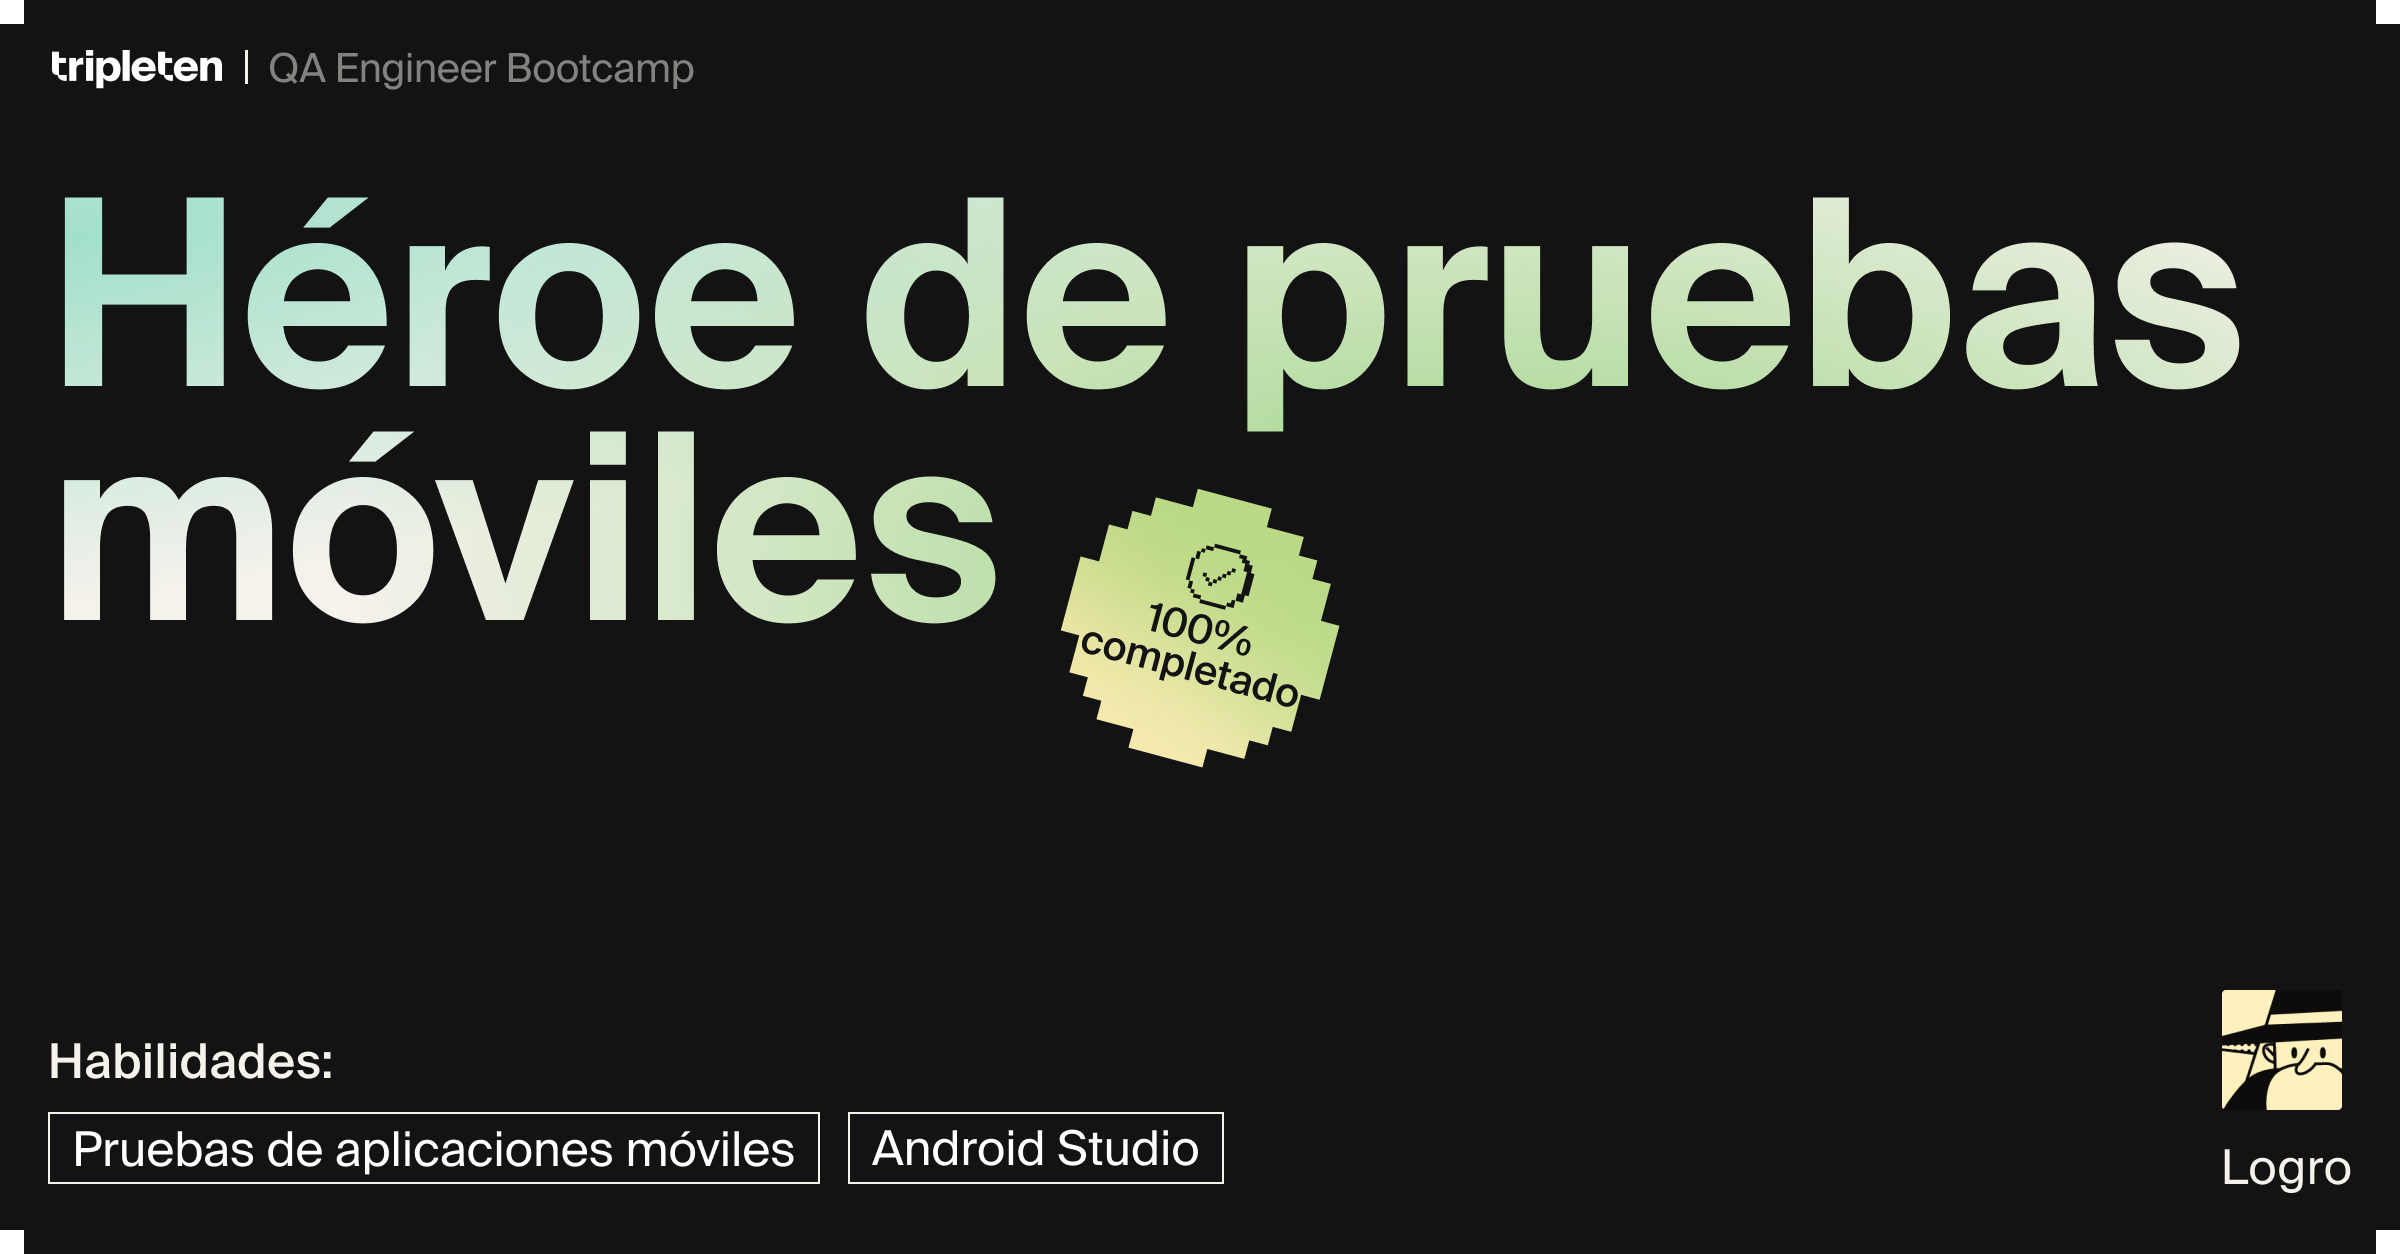 tripleten | QA Engineer Bootcamp
Héroe de pruebas
móviles
100%
completado
Habilidades:
Pruebas de aplicaciones móviles
Android Studio
Logro